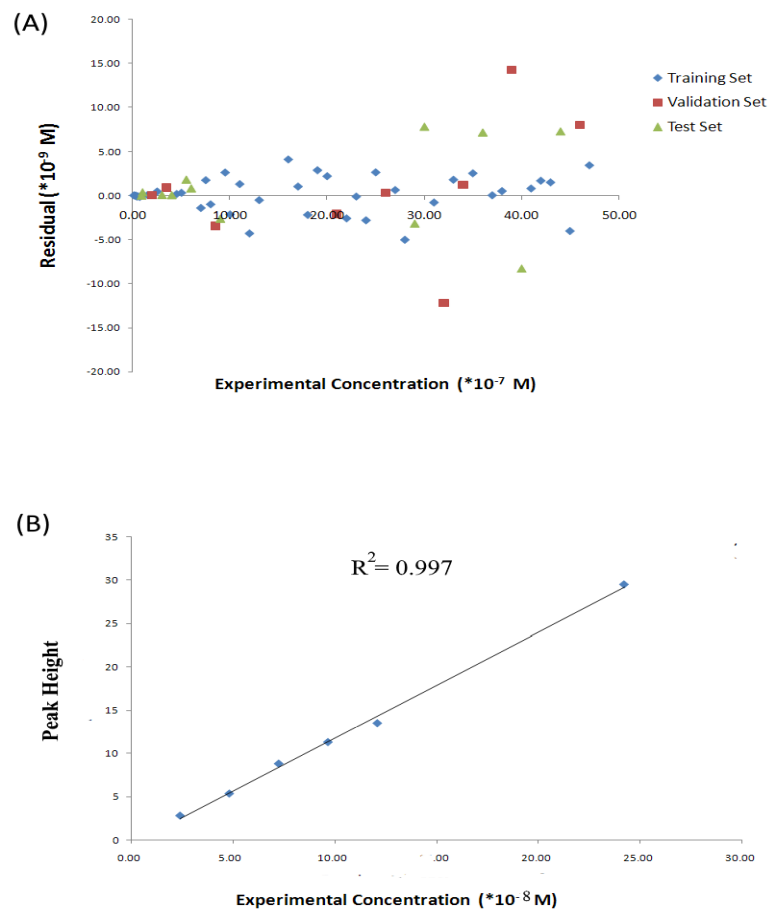 (A)
20.00
15.00
10.00
5.00
0.00
-5.00
-10.00
-15.00
-20.00
Residual (*10-9 M)
0.00 10.00 20.00 30.00 40.00 50.00
Training Set
Validation Set
Test Set
Experimental Concentration (*10-7 M)
(B)
35
30
25
20
15
10
5
0
Peak Height
R2= 0.997
0.00 5.00 10.00 20.00 25.00 30.00
Experimental Concentration (*10-8 M)